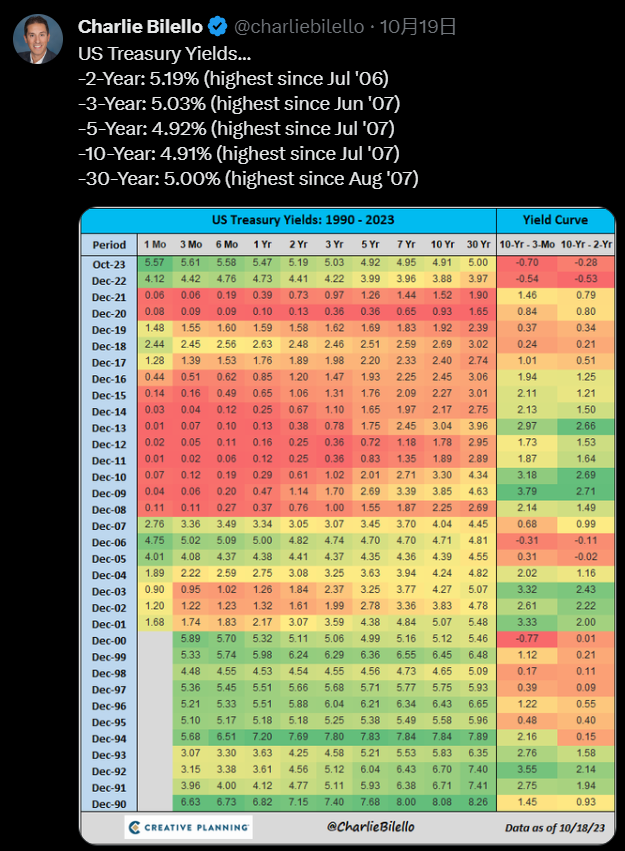 Charlie Bilello @charliebilello · 10月19日
US Treasury Yields...
-2-Year: 5.19% (highest since Jul '06)
-3-Year: 5.03% (highest since Jun '07)
-5-Year: 4.92% (highest since Jul '07)
-10-Year: 4.91% (highest since Jul '07)
-30-Year: 5.00% (highest since Aug '07)
US Treasury Yields: 1990 - 2023 Yield Curve
Period 1 Mo 3 Mo 6 Mo 1 Yr 2 Yr 3 Yr 5 Yr 7 Yr 10 Yr 30 Yr 10-Yr - 3-Mo 10-Yr - 2-Yr
Oct-23 5.57 5.61 5.58 5.47 5.19 5.03 4.92 4.95 4.91 5.00 -0.70 -0.28
Dec-22 4.12 4.42 4.76 4.73 4.41 4.22 3.99 3.96 3.88 3.97 -0.54 -0.53
Dec-21 0.06 0.06 0.19 0.39 0.73 0.97 1.26 1.44 1.52 1.90 1.46 0.79
Dec-20 0.08 0.09 0.09 0.10 0.13 0.36 0.36 0.65 0.93 1.65 0.84 0.80
Dec-19 1.48 1.55 1.60 1.59 1.58 1.62 1.69 1.83 1.92 2.39 0.37 0.34
Dec-18 2.44 2.45 2.56 2.63 2.48 2.46 2.51 2.59 2.69 3.02 0.24 0.21
Dec-17 1.28 1.39 1.53 1.76 1.89 1.98 2.20 2.33 2.40 2.74 1.01 0.51
Dec-16 0.44 0.51 0.62 0.85 1.20 1.47 1.93 2.25 2.45 3.06 1.94 1.25
Dec-15 0.14 0.16 0.49 0.65 1.06 1.31 1.76 2.09 2.27 3.01 2.11 1.21
Dec-14 0.03 0.04 0.12 0.25 0.67 1.10 1.65 1.97 2.17 2.75 2.13 1.50
Dec-13 0.01 0.07 0.10 0.13 0.38 0.78 1.75 2.45 3.04 3.96 2.97 2.66
Dec-12 0.02 0.05 0.11 0.16 0.25 0.36 0.72 1.18 1.78 2.95 1.73 1.53
Dec-11 0.01 0.02 0.06 0.12 0.25 0.36 0.83 1.35 1.89 2.89 1.87 1.64
Dec-10 0.07 0.12 0.19 0.29 0.61 1.02 2.01 2.71 3.30 4.34 3.18 2.69
Dec-09 0.04 0.06 0.20 0.47 1.14 1.70 2.69 3.39 3.85 4.63 3.79 2.71
Dec-08 0.11 0.11 0.27 0.37 0.76 1.00 1.55 1.87 2.25 2.69 2.14 1.49
Dec-07 2.76 3.36 3.49 3.34 3.05 3.07 3.45 3.70 4.04 4.45 0.68 0.99
Dec-06 4.75 5.02 5.09 5.00 4.82 4.74 4.70 4.70 4.71 4.81 -0.31 -0.11
Dec-05 4.01 4.08 4.37 4.38 4.41 4.37 4.35 4.36 4.39 4.55 0.31 -0.02
Dec-04 1.89 2.22 2.59 2.75 3.08 3.25 3.63 3.94 4.24 4.82 2.02 1.16
Dec-03 0.90 0.95 1.02 1.26 1.84 2.37 3.25 3.77 4.27 5.07 3.32 2.43
Dec-02 1.20 1.22 1.23 1.32 1.61 1.99 2.78 3.36 3.83 4.78 2.61 2.22
Dec-01 1.68 1.74 1.83 2.17 3.07 3.59 4.38 4.84 5.07 5.48 3.33 2.00
Dec-00 5.89 5.70 5.32 5.11 5.06 4.99 5.16 5.12 5.46 -0.77 0.01
Dec-99 5.33 5.74 5.98 6.24 6.29 6.36 6.55 6.45 6.48 1.12 0.21
Dec-98 4.48 4.55 4.53 4.54 4.55 4.56 4.73 4.65 5.09 0.17 0.11
Dec-97 5.36 5.45 5.51 5.66 5.68 5.71 5.77 5.75 5.93 0.39 0.09
Dec-96 5.21 5.33 5.51 5.88 6.04 6.21 6.34 6.43 6.65 1.22 0.55
Dec-95 5.10 5.17 5.18 5.18 5.25 5.38 5.49 5.58 5.96 0.48 0.40
Dec-94 5.68 6.51 7.20 7.69 7.80 7.83 7.84 7.84 7.89 2.16 0.15
Dec-93 3.07 3.30 3.63 4.25 4.58 5.21 5.53 5.83 6.35 2.76 1.58
Dec-92 3.15 3.38 3.61 4.56 5.12 6.04 6.43 6.70 7.40 3.55 2.14
Dec-91 3.96 4.00 4.12 4.77 5.11 5.93 6.38 6.71 7.41 2.75 1.94
Dec-90 6.63 6.73 6.82 7.15 7.40 7.68 8.00 8.08 8.26 1.45 0.93
CREATIVE PLANNING @CharlieBilello Data as of 10/18/23